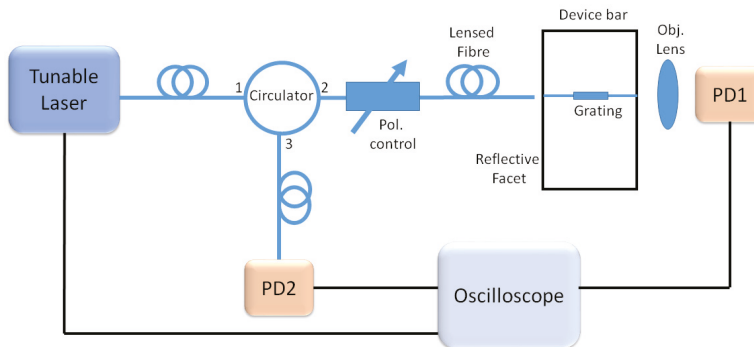 Tunable
Laser
1
Circulator
2
3
Pol.
control
Lensed
Fibre
Device bar
Grating
Reflective
Facet
Obj.
Lens
PD1
PD2
Oscilloscope